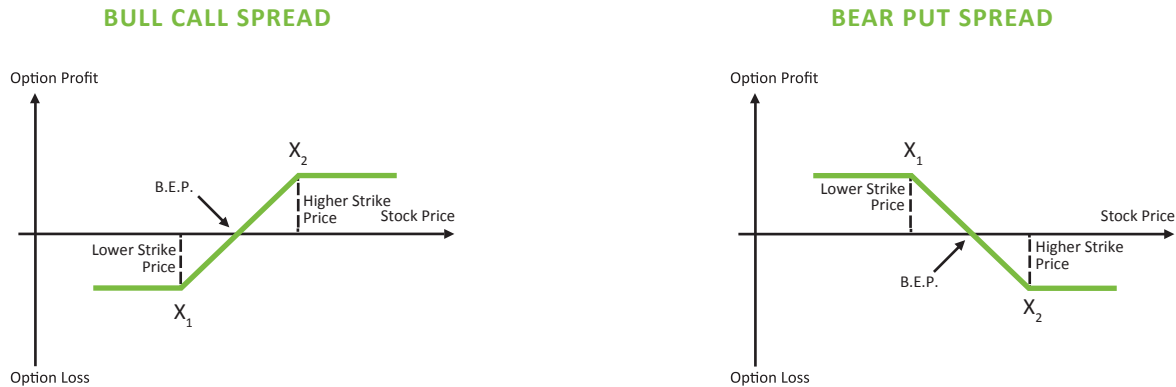 BULL CALL SPREAD
Option Profit
X2
B.E.P.
Higher Strike
Price
Stock Price
Lower Strike
Price
X1
Option Loss
BEAR PUT SPREAD
Option Profit
X1
Lower Strike
Price
Stock Price
Higher Strike
Price
B.E.P.
X2
Option Loss